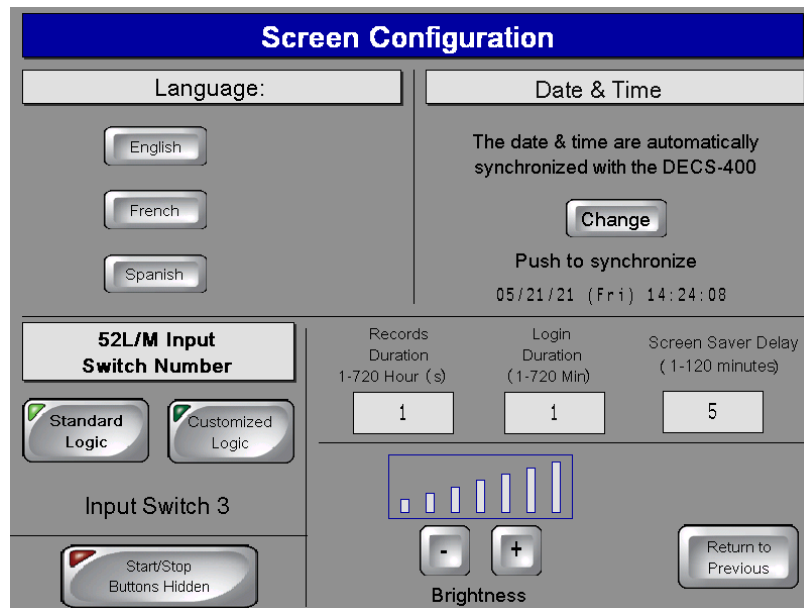 Screen Configuration
Language:
English
French
Spanish
Date & Time
The date & time are automatically
synchronized with the DECS-400
Change
Push to synchronize
05/21/21 (Fri) 14:24:08
52L/M Input
Switch Number
Standard
Logic
Customized
Logic
Input Switch 3
Start/Stop
Buttons Hidden
Records
Duration
1-720 Hour (s)
1
Login
Duration
(1-720 Min)
1
Screen Saver Delay
(1-120 minutes)
5
-
+
Brightness
Return to
Previous